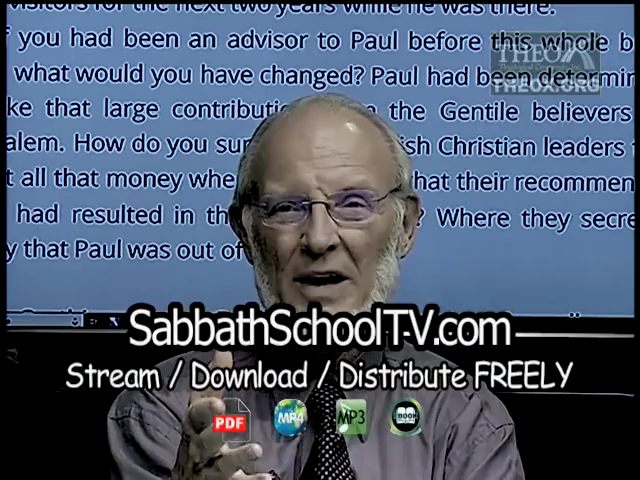 visitors for the next two years while he was there.
f you had been an advisor to Paul before this whole b
what would you have changed? Paul had been determin
ke that large contributi n the Gentile believers
alem. How do you sur ish Christian leaders
t all that money whe hat their recommen
had resulted in th ? Where they secre
y that Paul was out of
THEOX
THEOX.ORG
SabbathSchoolT-V.com
Stream / Download / Distribute FREELY
PDF
MP4
MP3
BOOK